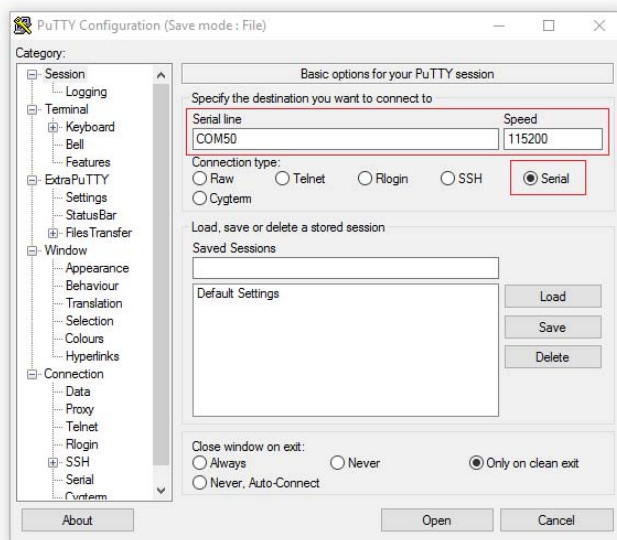 PuTTY Configuration (Save mode : File)
Category:
Session
Logging
Terminal
Keyboard
Bell
Features
ExtraPuTTY
Settings
StatusBar
FilesTransfer
Window
Appearance
Behaviour
Translation
Selection
Colours
Hyperlinks
Connection
Data
Proxy
Telnet
Rlogin
SSH
Serial
Cygterm
About
Basic options for your PuTTY session
Specify the destination you want to connect to
Serial line Speed
COM50 115200
Connection type:
Raw Telnet Rlogin SSH Serial
Cygterm
Load, save or delete a stored session
Saved Sessions
Default Settings
Load
Save
Delete
Close window on exit:
Always Never Only on clean exit
Never, Auto-Connect
Open Cancel